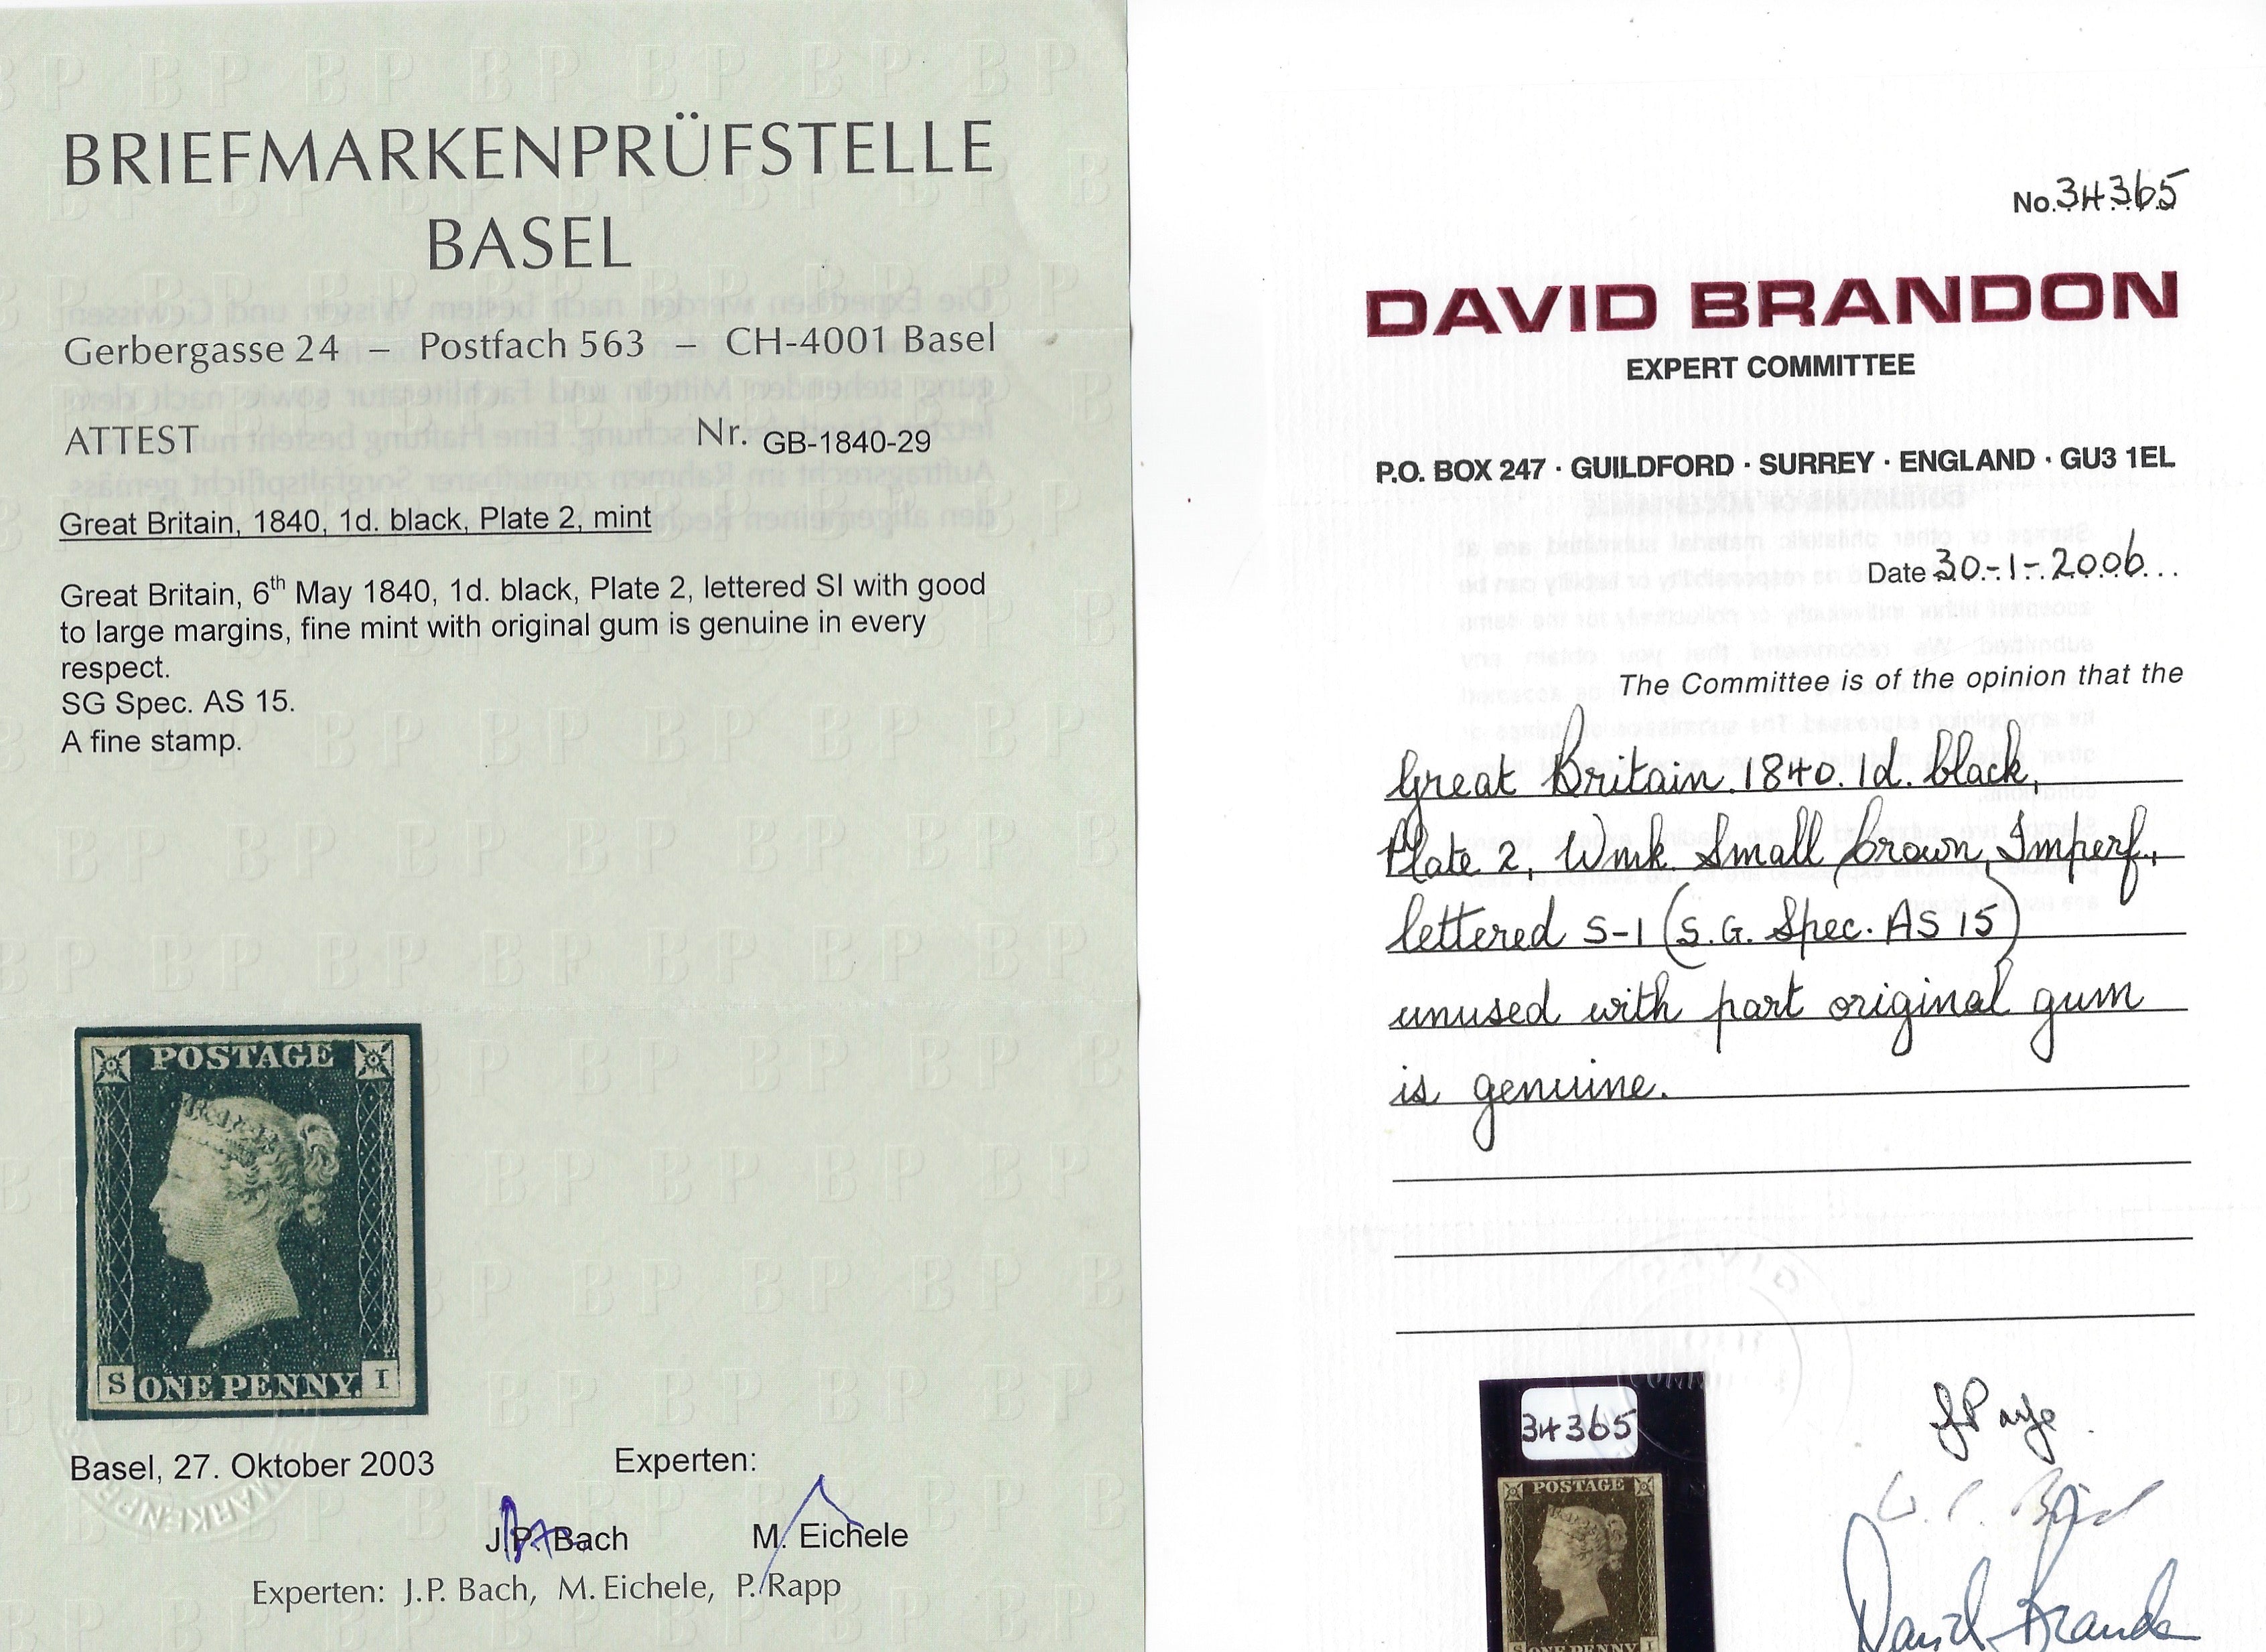 BRIEFMARKENPRÜFSTELLE
BASEL
Gerbergasse 24 – Postfach 563 – CH-4001 Basel
ATTEST Nr. GB-1840-29
Great Britain, 1840, 1d. black, Plate 2, mint
Great Britain, 6th May 1840, 1d. black, Plate 2, lettered SI with good
to large margins, fine mint with original gum is genuine in every
respect.
SG Spec. AS 15.
A fine stamp.
POSTAGE
S ONE PENNY. I
Basel, 27. Oktober 2003 Experten:
J.P. Bach M. Eichele
Experten: J.P. Bach, M. Eichele, P. Rapp
No. 34365
DAVID BRANDON
EXPERT COMMITTEE
P.O. BOX 247 · GUILDFORD · SURREY · ENGLAND · GU3 1EL
Date 30-1-2006
The Committee is of the opinion that the
Great Britain 1840. 1d. black,
Plate 2, Wmk. Small Crown, Imperf.,
lettered S-I (S.G. Spec. AS 15)
unused with part original gum
is genuine.
34365
POSTAGE
S ONE PENNY I
David Brandon